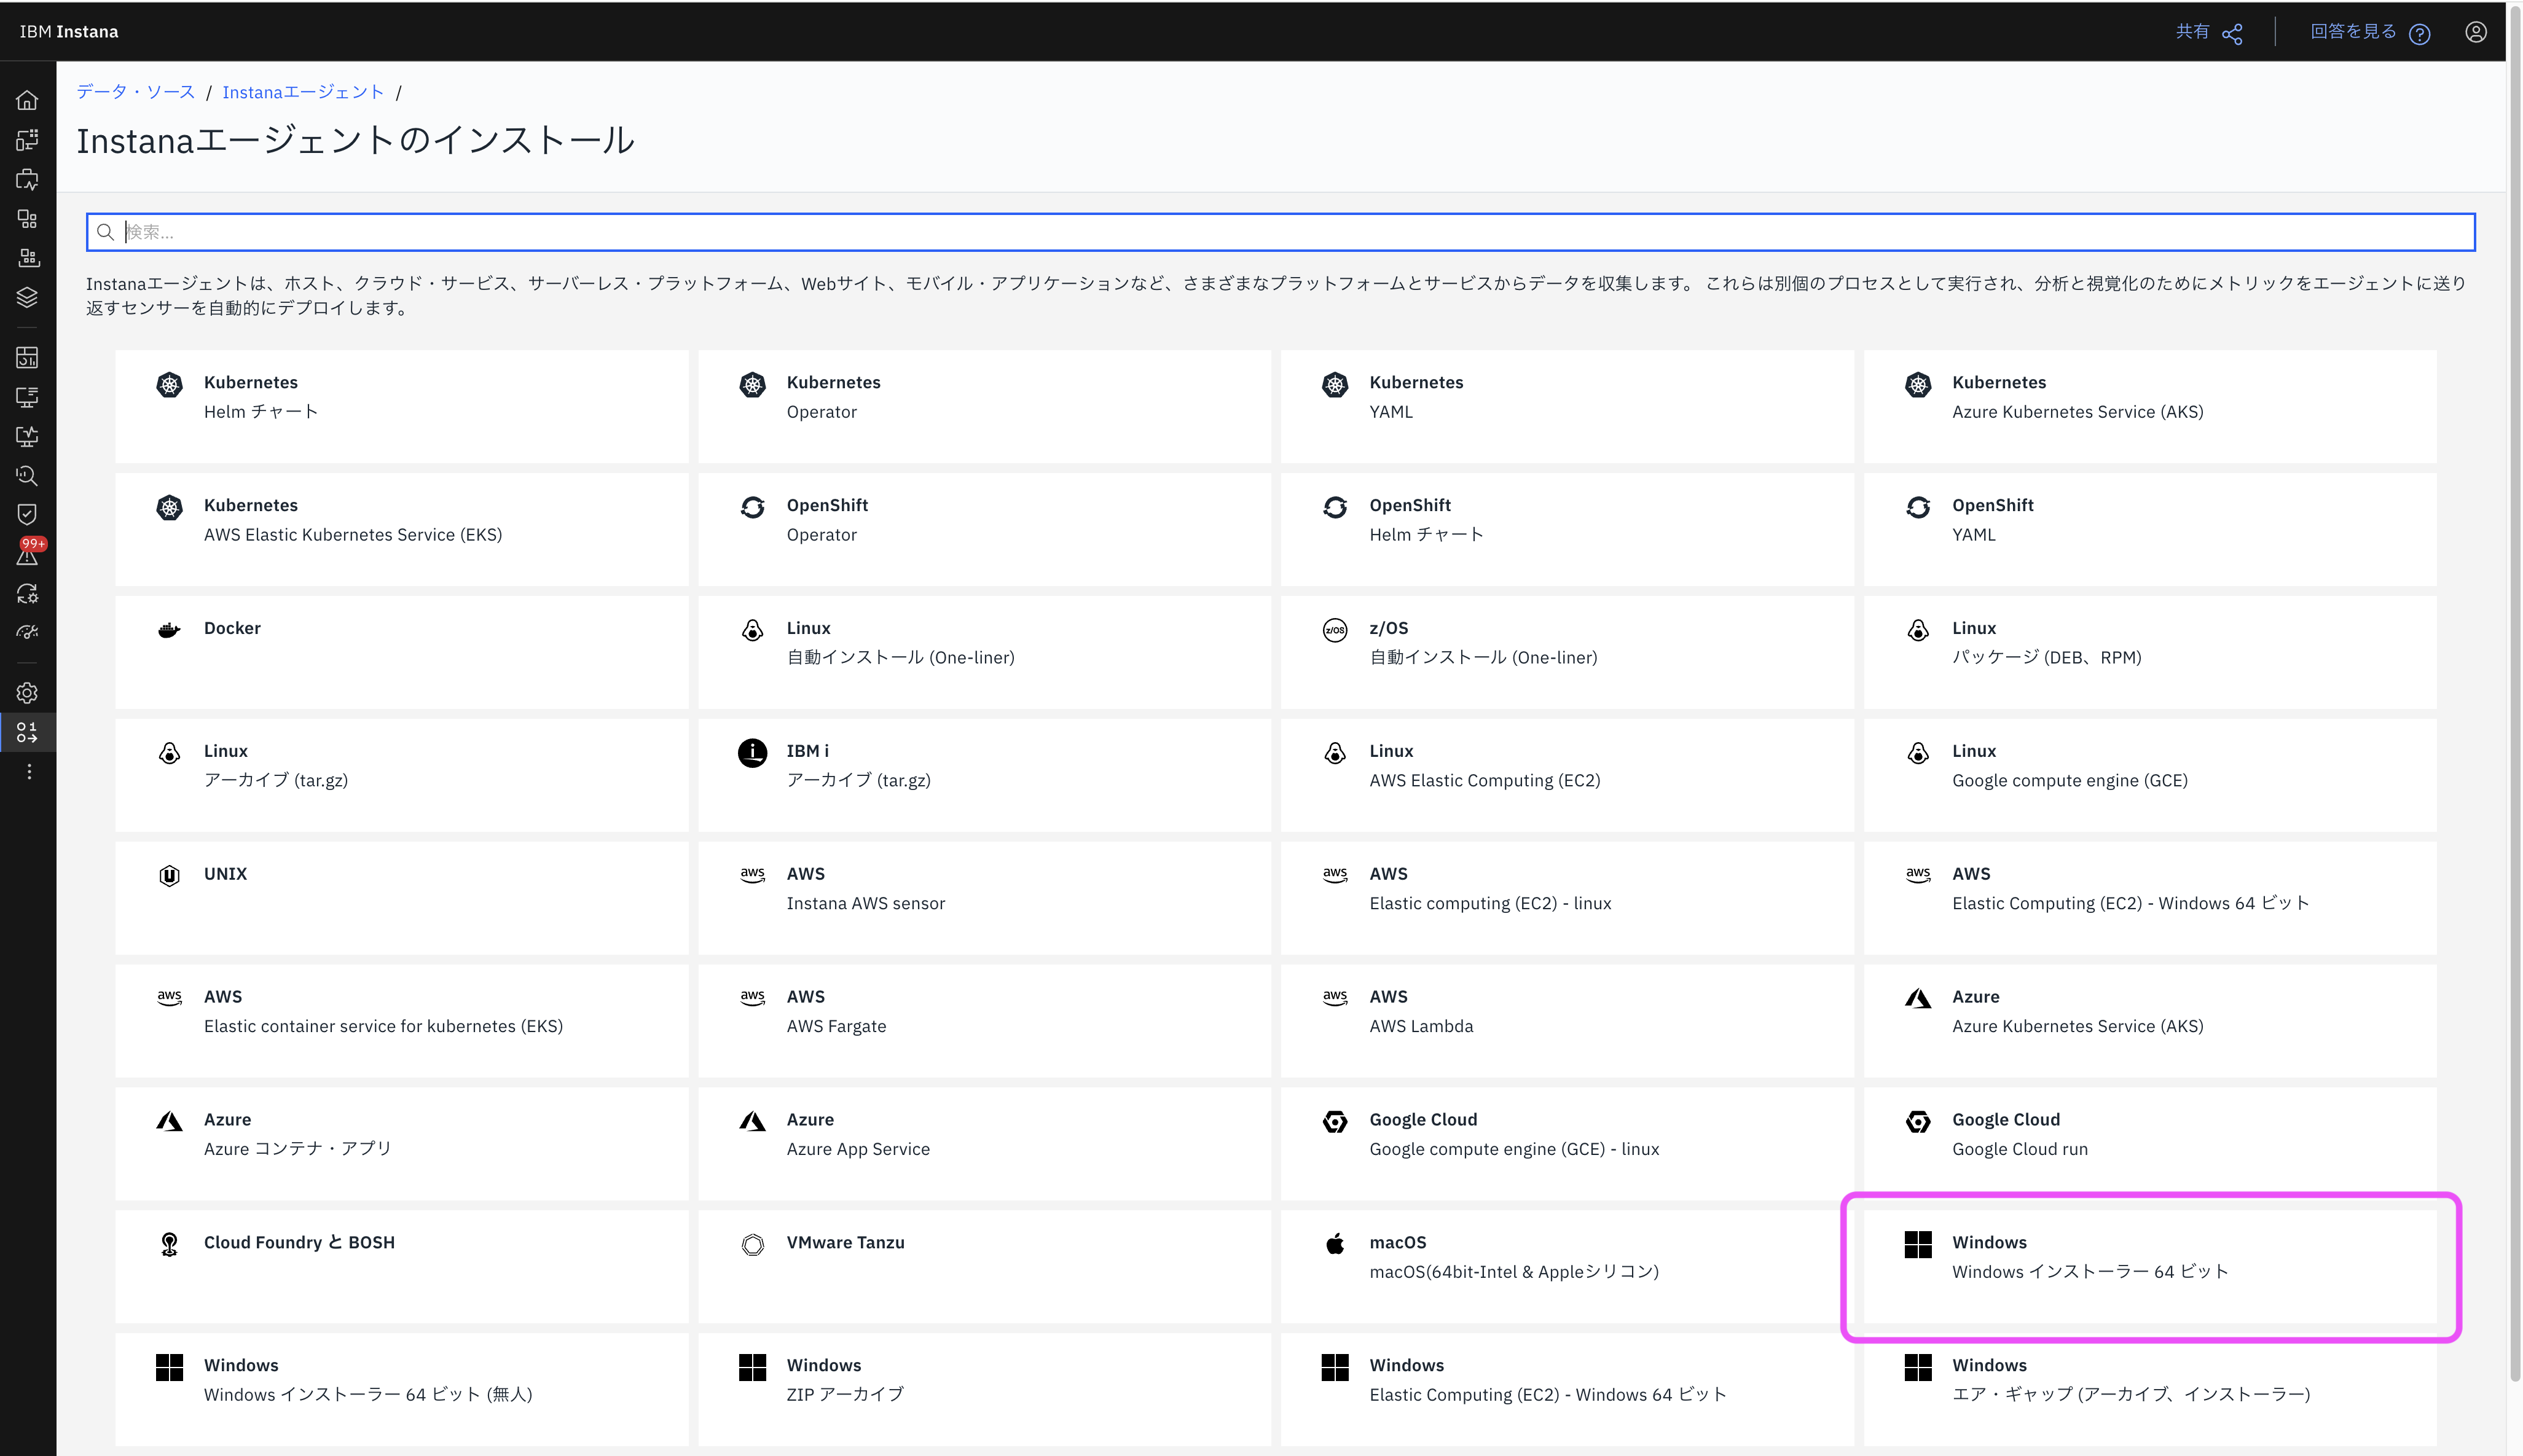 IBM Instana
共有
回答を見る
データ・ソース / Instanaエージェント /
Instanaエージェントのインストール
検索...
Instanaエージェントは、ホスト、クラウド・サービス、サーバーレス・プラットフォーム、Webサイト、モバイル・アプリケーションなど、さまざまなプラットフォームとサービスからデータを収集します。 これらは別個のプロセスとして実行され、分析と視覚化のためにメトリックをエージェントに送り
返すセンサーを自動的にデプロイします。
Kubernetes
Helm チャート
Kubernetes
Operator
Kubernetes
YAML
Kubernetes
Azure Kubernetes Service (AKS)
Kubernetes
AWS Elastic Kubernetes Service (EKS)
OpenShift
Operator
OpenShift
Helm チャート
OpenShift
YAML
99+
Docker
Linux
自動インストール (One-liner)
z/OS
z/OS
自動インストール (One-liner)
Linux
パッケージ (DEB、RPM)
Linux
アーカイブ (tar.gz)
IBM i
アーカイブ (tar.gz)
Linux
AWS Elastic Computing (EC2)
Linux
Google compute engine (GCE)
UNIX
aws
AWS
Instana AWS sensor
aws
AWS
Elastic computing (EC2) - linux
aws
AWS
Elastic Computing (EC2) - Windows 64 ビット
aws
AWS
Elastic container service for kubernetes (EKS)
aws
AWS
AWS Fargate
aws
AWS
AWS Lambda
Azure
Azure Kubernetes Service (AKS)
Azure
Azure コンテナ・アプリ
Azure
Azure App Service
Google Cloud
Google compute engine (GCE) - linux
Google Cloud
Google Cloud run
Cloud Foundry と BOSH
VMware Tanzu
macOS
macOS(64bit-Intel & Appleシリコン)
Windows
Windows インストーラー 64 ビット
Windows
Windows インストーラー 64 ビット (無人)
Windows
ZIP アーカイブ
Windows
Elastic Computing (EC2) - Windows 64 ビット
Windows
エア・ギャップ (アーカイブ、インストーラー)